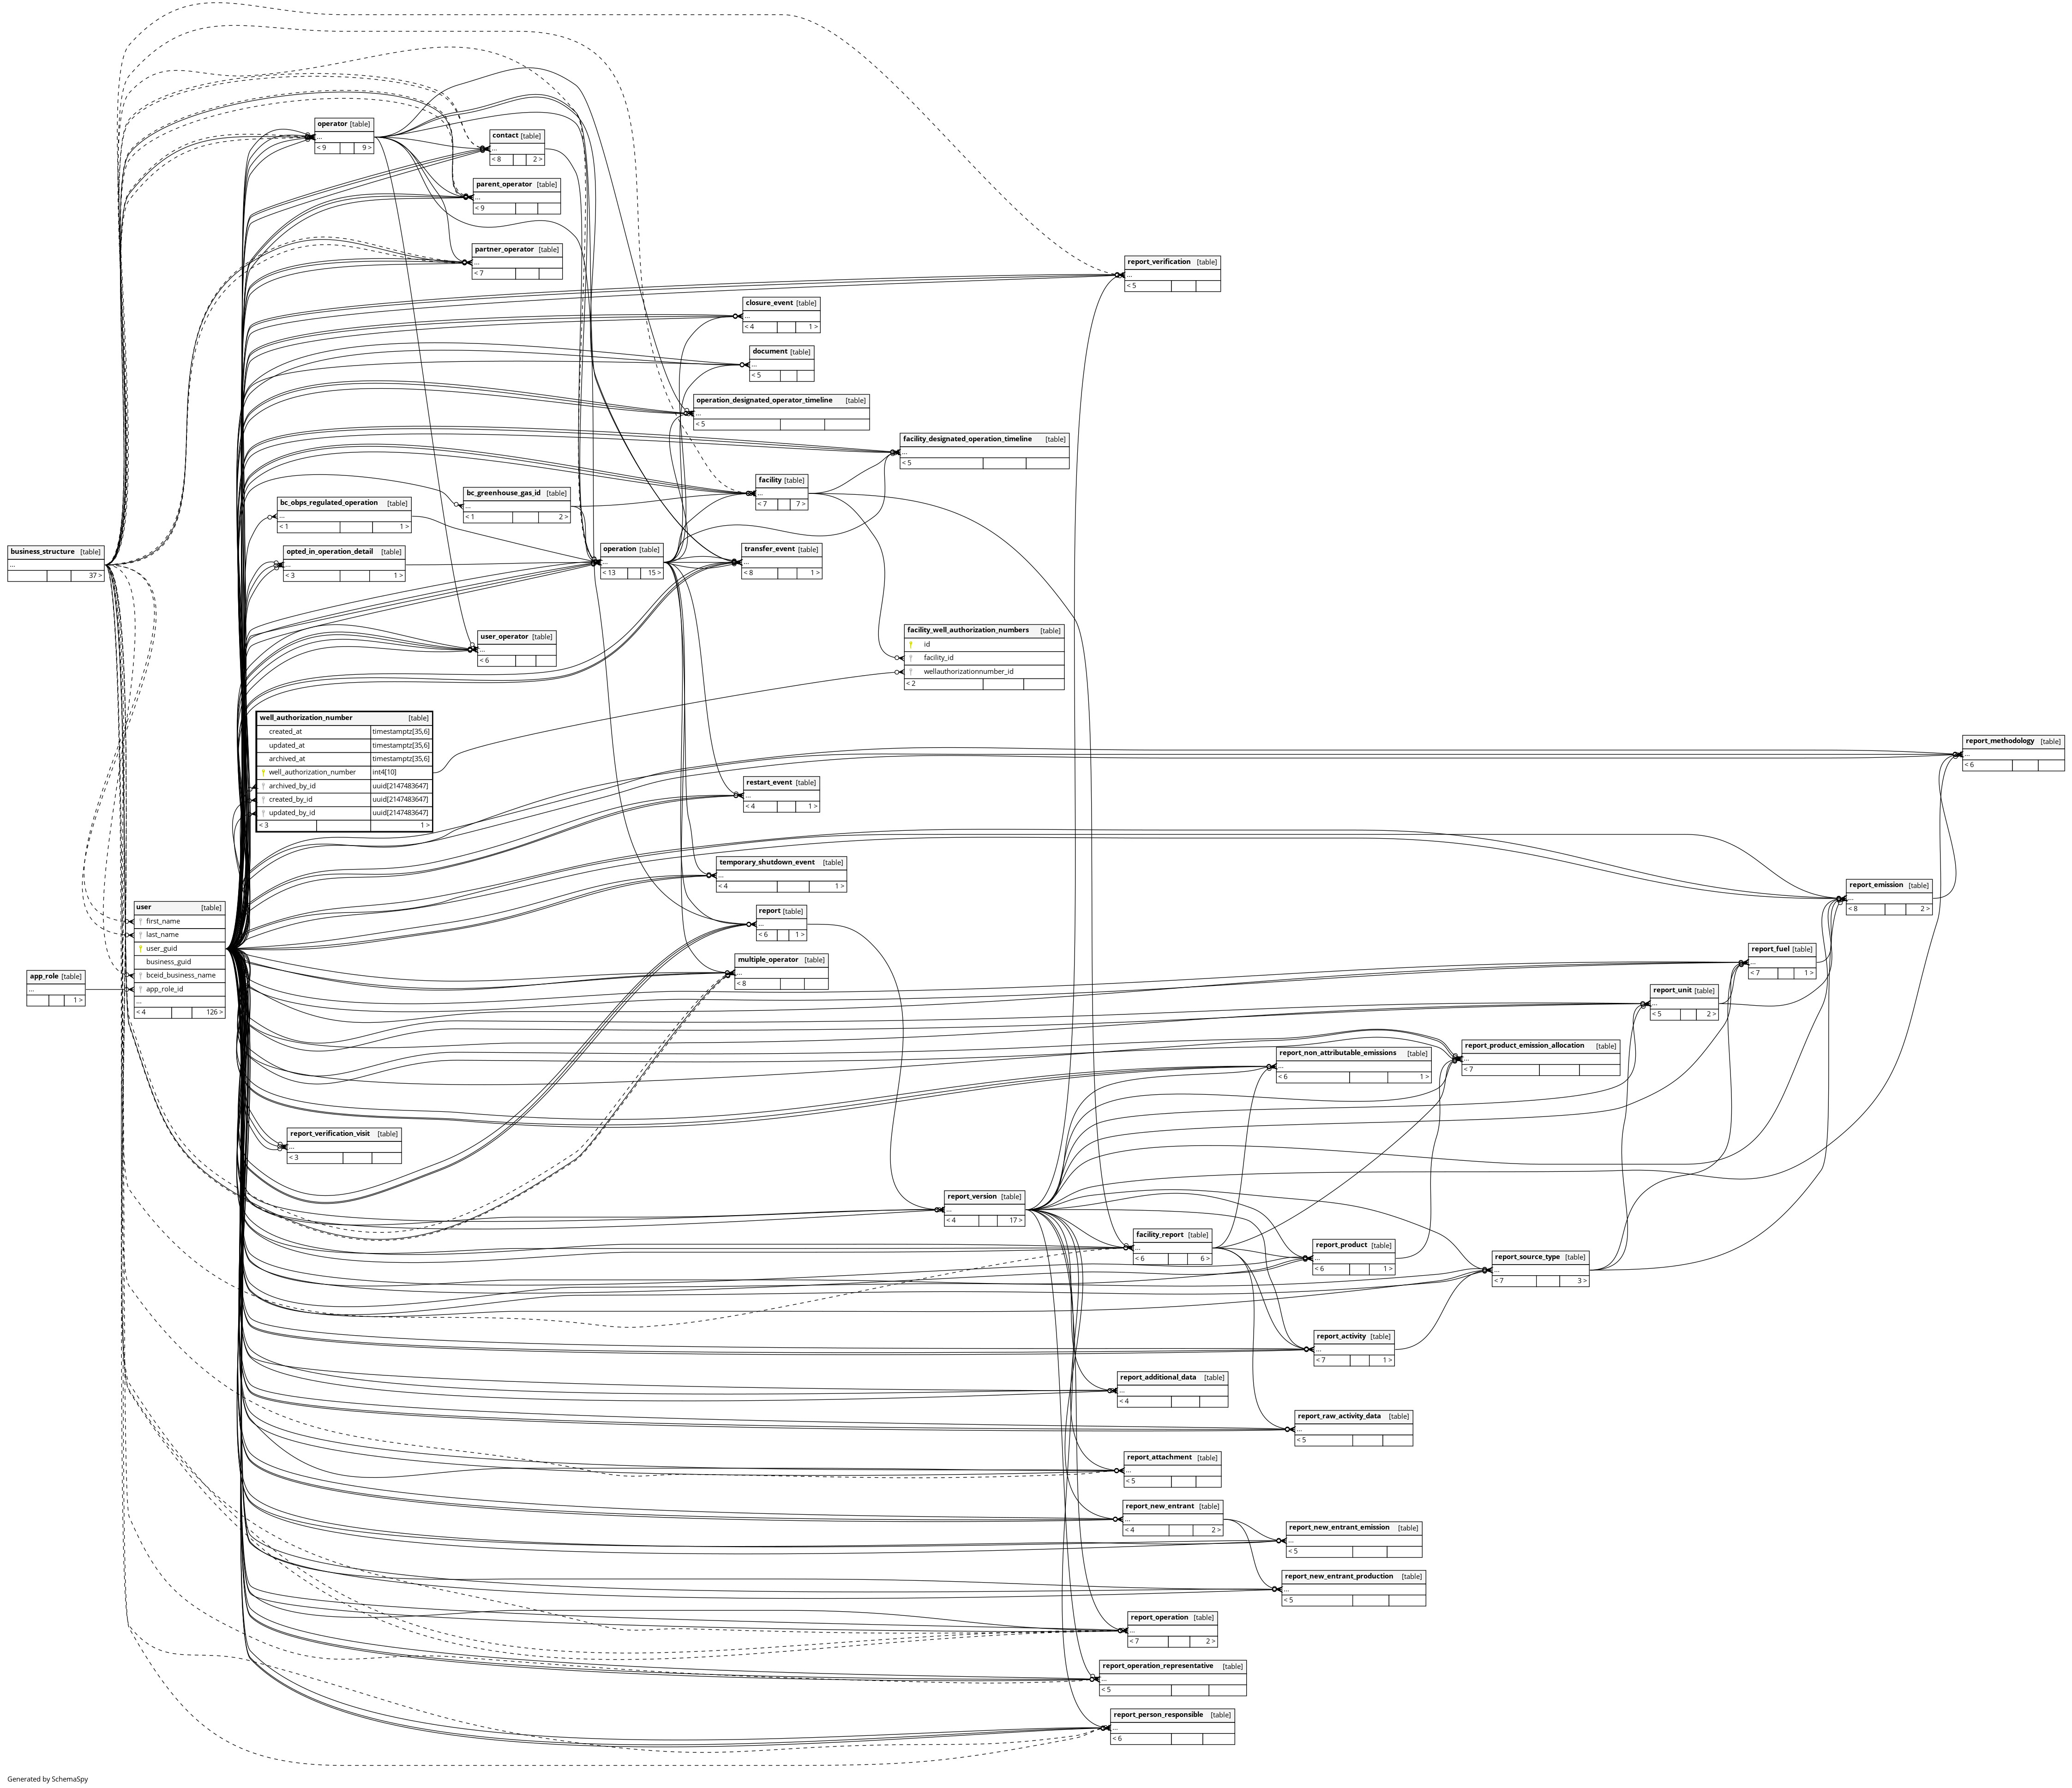 operator [table]
...
< 9 9 >
contact [table]
...
< 8 2 >
parent_operator [table]
...
< 9
partner_operator [table]
...
< 7
report_verification [table]
...
< 5
closure_event [table]
...
< 4 1 >
document [table]
...
< 5
operation_designated_operator_timeline [table]
...
< 5
facility_designated_operation_timeline [table]
...
< 5
facility [table]
...
< 7 7 >
bc_greenhouse_gas_id [table]
...
< 1 2 >
bc_obps_regulated_operation [table]
...
< 1 1 >
business_structure [table]
...
37 >
opted_in_operation_detail [table]
...
< 3 1 >
operation [table]
...
< 13 15 >
transfer_event [table]
...
< 8 1 >
user_operator [table]
...
< 6
facility_well_authorization_numbers [table]
id
facility_id
wellauthorizationnumber_id
< 2
well_authorization_number [table]
created_at timestamptz[35,6]
updated_at timestamptz[35,6]
archived_at timestamptz[35,6]
well_authorization_number int4[10]
archived_by_id uuid[2147483647]
created_by_id uuid[2147483647]
updated_by_id uuid[2147483647]
< 3 1 >
report_methodology [table]
...
< 6
restart_event [table]
...
< 4 1 >
temporary_shutdown_event [table]
...
< 4 1 >
report_emission [table]
...
< 8 2 >
user [table]
first_name
last_name
user_guid
business_guid
bceid_business_name
app_role_id
...
< 4 126 >
app_role [table]
...
1 >
report [table]
...
< 6 1 >
multiple_operator [table]
...
< 8
report_fuel [table]
...
< 7 1 >
report_unit [table]
...
< 5 2 >
report_product_emission_allocation [table]
...
< 7
report_non_attributable_emissions [table]
...
< 6 1 >
report_verification_visit [table]
...
< 3
report_version [table]
...
< 4 17 >
facility_report [table]
...
< 6 6 >
report_product [table]
...
< 6 1 >
report_source_type [table]
...
< 7 3 >
report_activity [table]
...
< 7 1 >
report_additional_data [table]
...
< 4
report_raw_activity_data [table]
...
< 5
report_attachment [table]
...
< 5
report_new_entrant [table]
...
< 4 2 >
report_new_entrant_emission [table]
...
< 5
report_new_entrant_production [table]
...
< 5
report_operation [table]
...
< 7 2 >
report_operation_representative [table]
...
< 5
report_person_responsible [table]
...
< 6
Generated by SchemaSpy